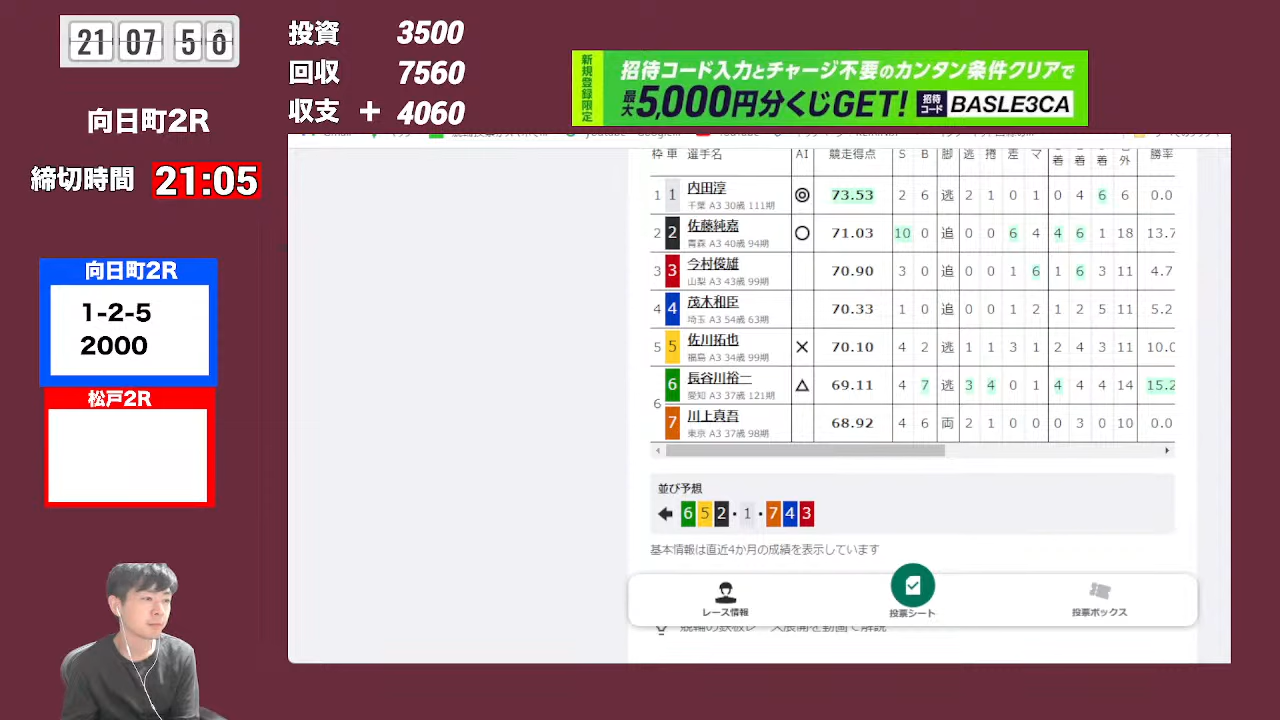 21 07 50
投資 3500
回収 7560
収支 + 4060
新規登録限定
招待コード入力とチャージ不要のカンタン条件クリアで
最大5,000円分くじGET! 招待コード BASLE3CA
向日町2R
締切時間 21:05
向日町2R
1-2-5
2000
松戸2R
枠 車 選手名 AI 競走得点 S B 脚 逃 捲 差 マ 着 着 着 外 勝率
1 1 内田淳 ◎ 73.53 2 6 逃 2 1 0 1 0 4 6 6 0.0
千葉 A3 30歳 111期
2 2 佐藤純嘉 ○ 71.03 10 0 追 0 0 6 4 4 6 1 18 13.7
青森 A3 40歳 94期
3 3 今村俊雄 70.90 3 0 追 0 0 1 6 1 6 3 11 4.7
山梨 A3 43歳 99期
4 4 茂木和臣 70.33 1 0 追 0 0 1 2 1 2 5 11 5.2
埼玉 A3 54歳 63期
5 5 佐川拓也 × 70.10 4 2 逃 1 1 3 1 2 4 3 11 10.0
福島 A3 34歳 99期
6 6 長谷川裕一 △ 69.11 4 7 逃 3 4 0 1 4 4 4 14 15.2
愛知 A3 37歳 121期
7 川上真吾 68.92 4 6 両 2 1 0 0 0 3 0 10 0.0
東京 A3 37歳 98期
並び予想
← 6 5 2 ・ 1 ・ 7 4 3
基本情報は直近4か月の成績を表示しています
レース情報 投票シート 投票ボックス